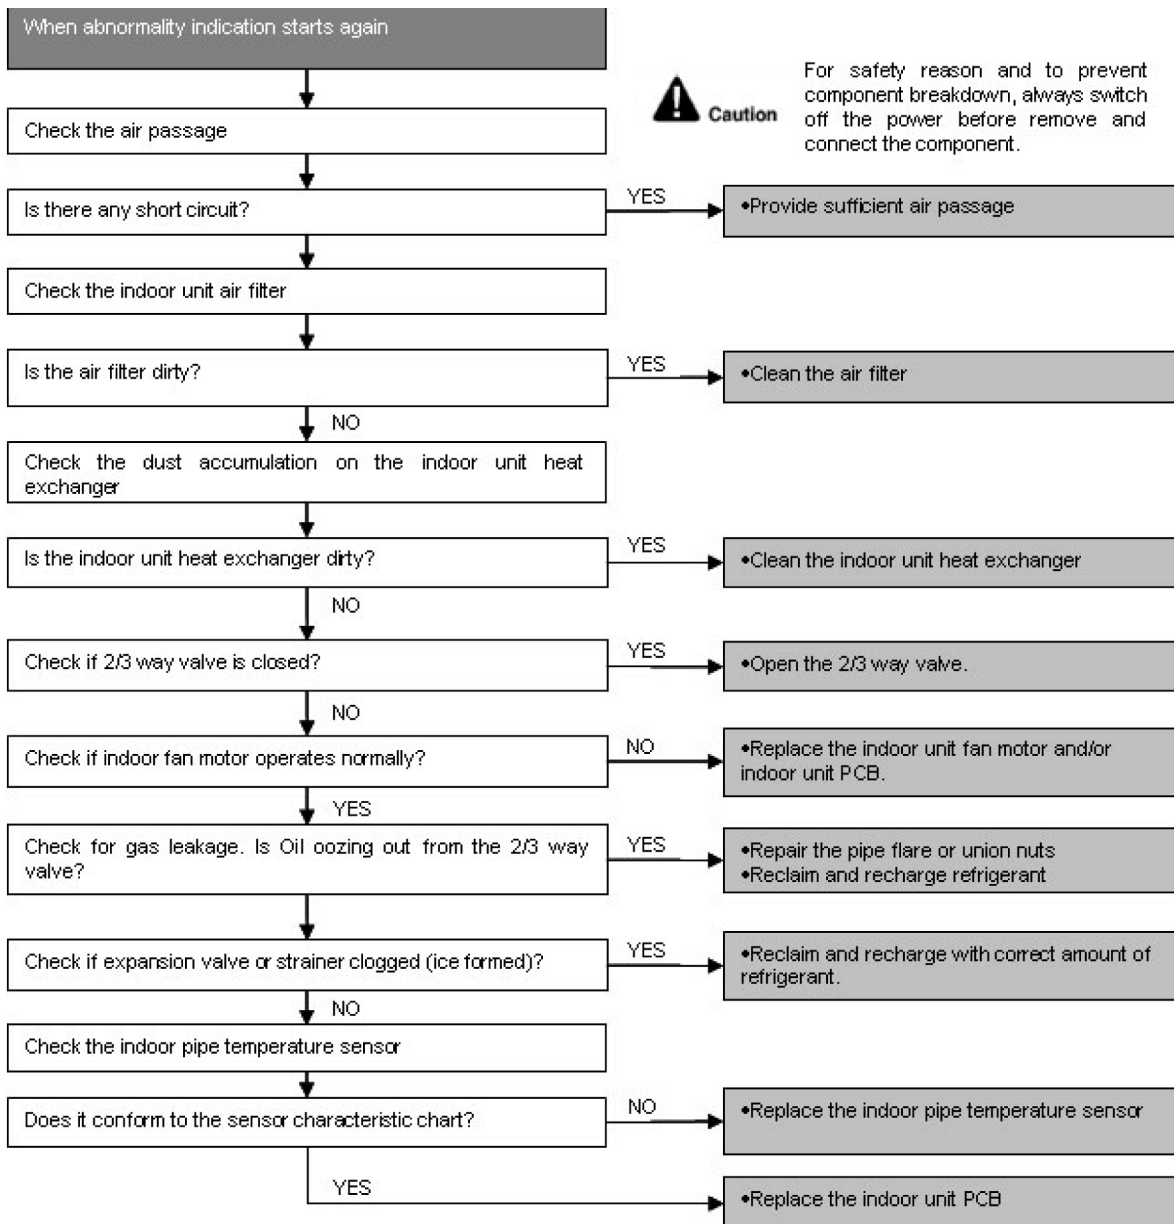 When abnormality indication starts again
For safety reason and to prevent
component breakdown, always switch
off the power before remove and
connect the component.
Caution
Check the air passage
Is there any short circuit?
YES
•Provide sufficient air passage
Check the indoor unit air filter
Is the air filter dirty?
YES
•Clean the air filter
NO
Check the dust accumulation on the indoor unit heat
exchanger
Is the indoor unit heat exchanger dirty?
YES
•Clean the indoor unit heat exchanger
NO
Check if 2/3 way valve is closed?
YES
•Open the 2/3 way valve.
NO
Check if indoor fan motor operates normally?
NO
•Replace the indoor unit fan motor and/or
indoor unit PCB.
YES
Check for gas leakage. Is Oil oozing out from the 2/3 way
valve?
YES
•Repair the pipe flare or union nuts
•Reclaim and recharge refrigerant
Check if expansion valve or strainer clogged (ice formed)?
YES
•Reclaim and recharge with correct amount of
refrigerant.
NO
Check the indoor pipe temperature sensor
Does it conform to the sensor characteristic chart?
NO
•Replace the indoor pipe temperature sensor
YES
•Replace the indoor unit PCB